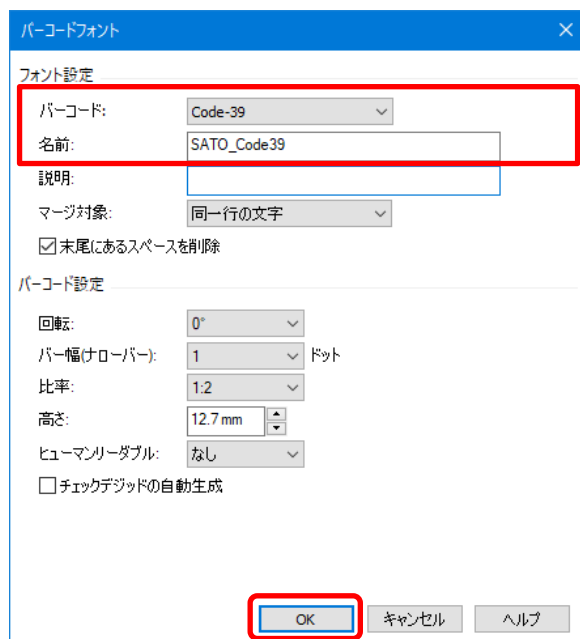 バーコードフォント
フォント設定
バーコード: Code-39
名前: SATO_Code39
説明:
マージ対象: 同一行の文字
末尾にあるスペースを削除
バーコード設定
回転: 0°
バー幅(ナローバー): 1 ドット
比率: 1:2
高さ: 12.7 mm
ヒューマンリーダブル: なし
チェックデジッドの自動生成
OK キャンセル ヘルプ